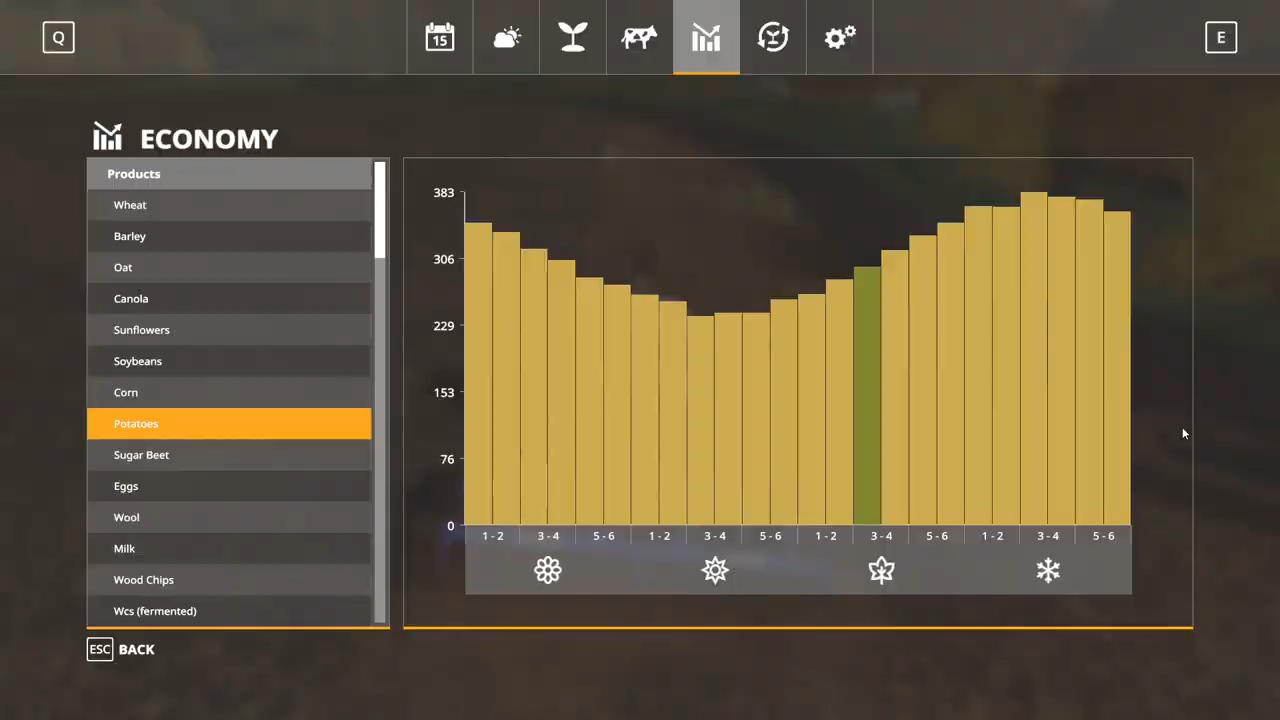 Q
15
E
ECONOMY
Products
Wheat
Barley
Oat
Canola
Sunflowers
Soybeans
Corn
Potatoes
Sugar Beet
Eggs
Wool
Milk
Wood Chips
Wcs (fermented)
383
306
229
153
76
0
1 - 2 3 - 4 5 - 6 1 - 2 3 - 4 5 - 6 1 - 2 3 - 4 5 - 6 1 - 2 3 - 4 5 - 6
ESC BACK